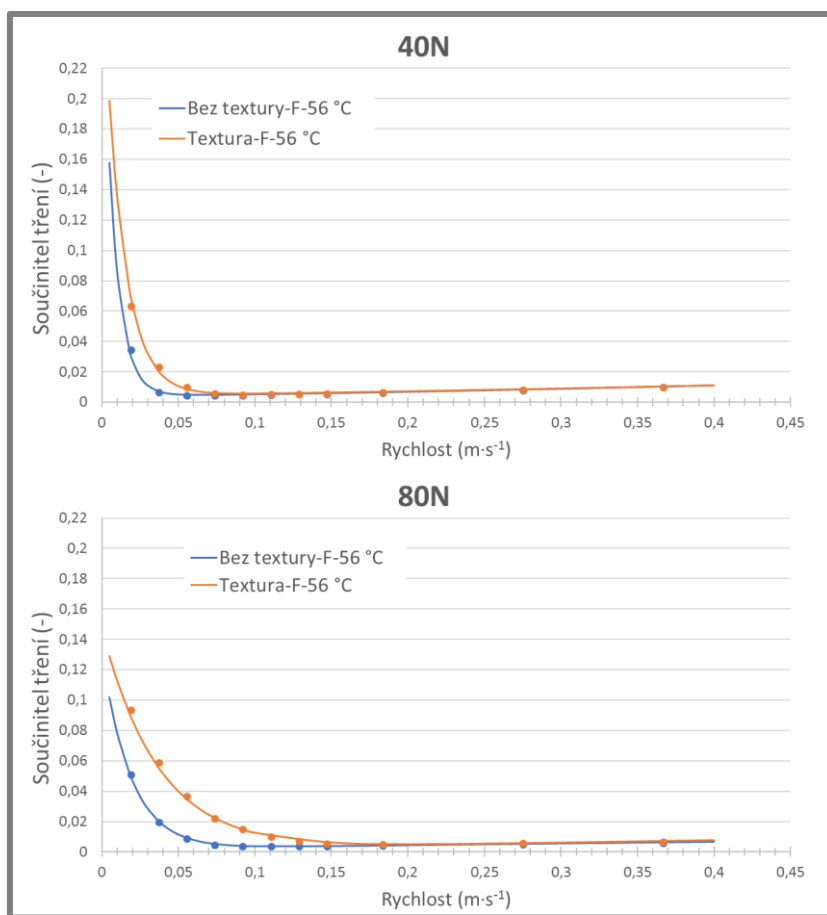 40N
0,22
0,2
0,18
0,16
0,14
0,12
0,1
0,08
0,06
0,04
0,02
0
Součinitel tření (-)
Bez textury-F-56 °C
Textura-F-56 °C
0 0,05 0,1 0,15 0,2 0,25 0,3 0,35 0,4 0,45
Rychlost (m·s⁻¹)
80N
0,22
0,2
0,18
0,16
0,14
0,12
0,1
0,08
0,06
0,04
0,02
0
Součinitel tření (-)
Bez textury-F-56 °C
Textura-F-56 °C
0 0,05 0,1 0,15 0,2 0,25 0,3 0,35 0,4 0,45
Rychlost (m·s⁻¹)